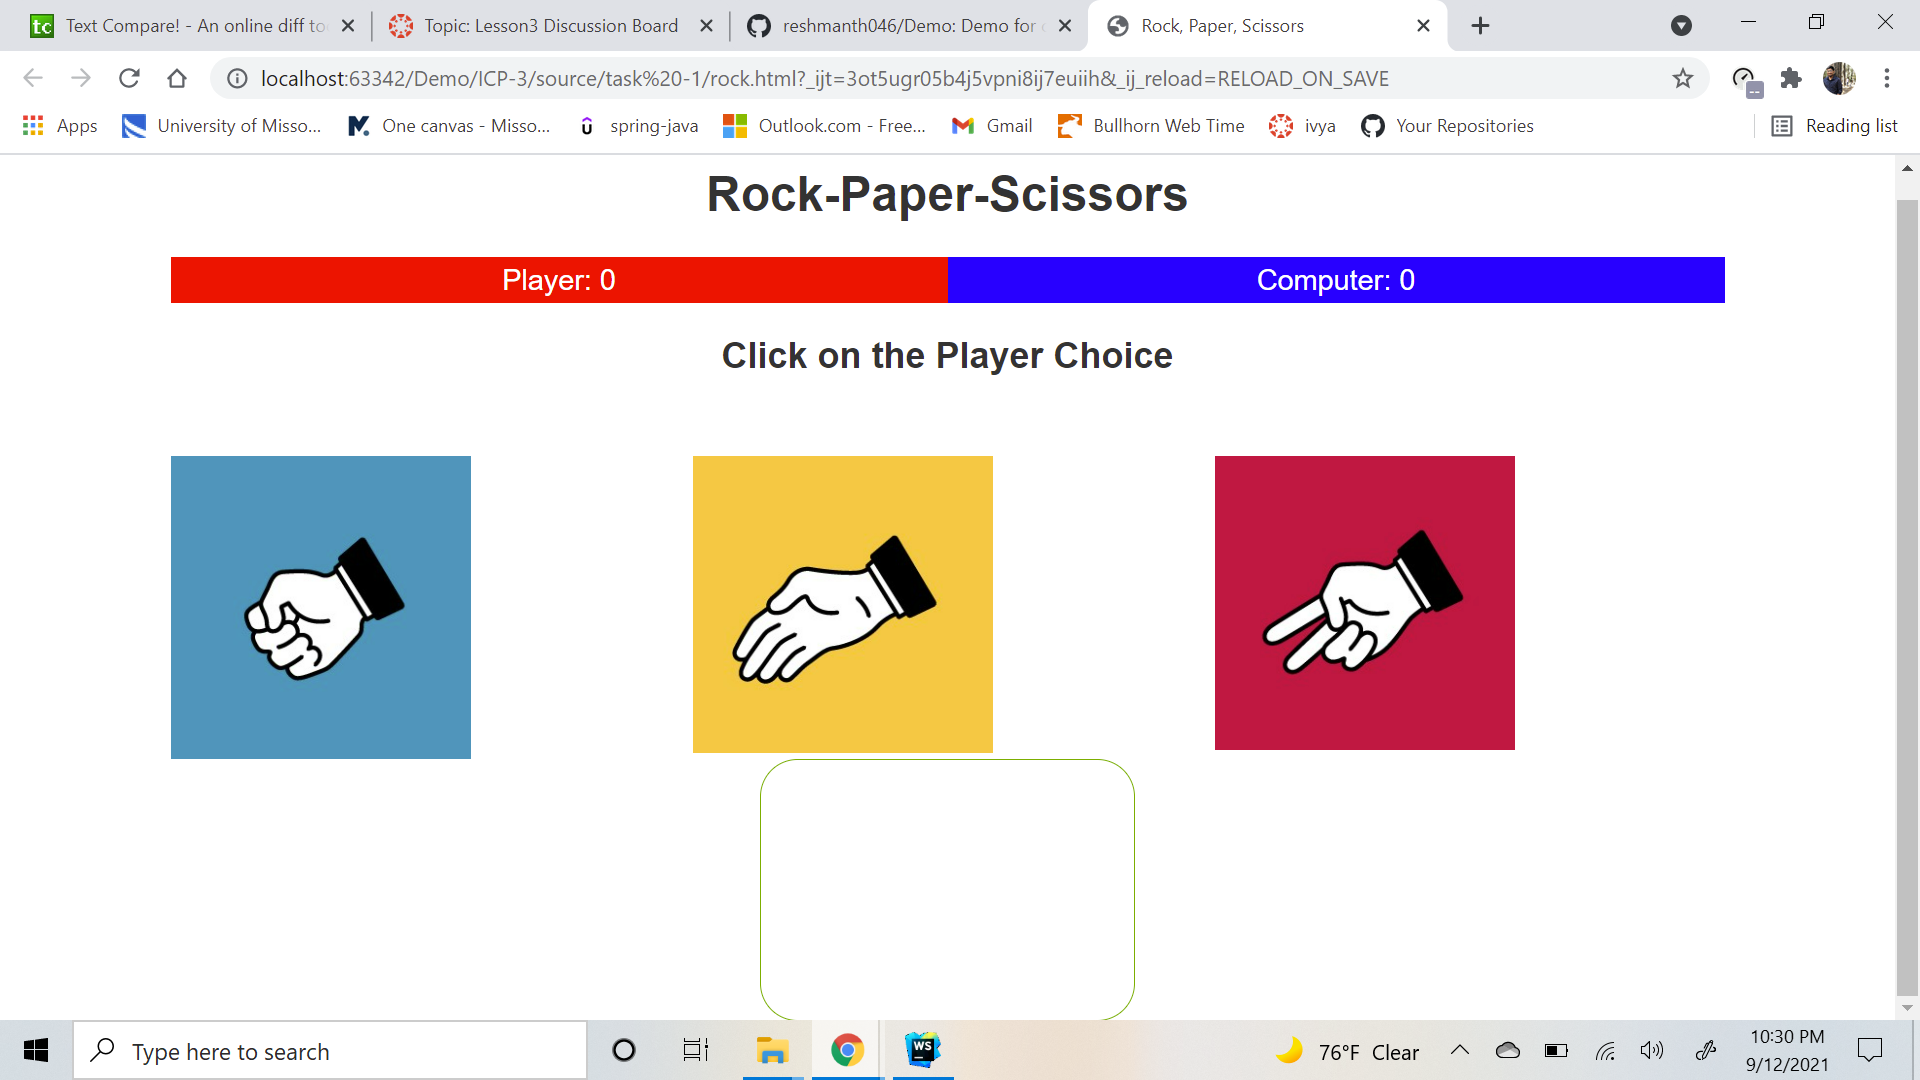 tc Text Compare! - An online diff to
Topic: Lesson3 Discussion Board
reshmanth046/Demo: Demo for
Rock, Paper, Scissors
localhost:63342/Demo/ICP-3/source/task%20-1/rock.html?_ijt=3ot5ugr05b4j5vpni8ij7euiih&_ij_reload=RELOAD_ON_SAVE
Apps University of Misso... One canvas - Misso... spring-java Outlook.com - Free... Gmail Bullhorn Web Time ivya Your Repositories Reading list
Rock-Paper-Scissors
Player: 0 Computer: 0
Click on the Player Choice
Type here to search
WS
76°F Clear
10:30 PM
9/12/2021